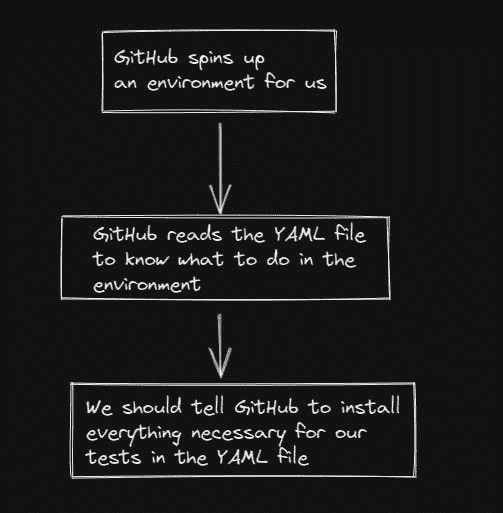 GitHub spins up
an environment for us
GitHub reads the YAML file
to know what to do in the
environment
We should tell GitHub to install
everything necessary for our
tests in the YAML file